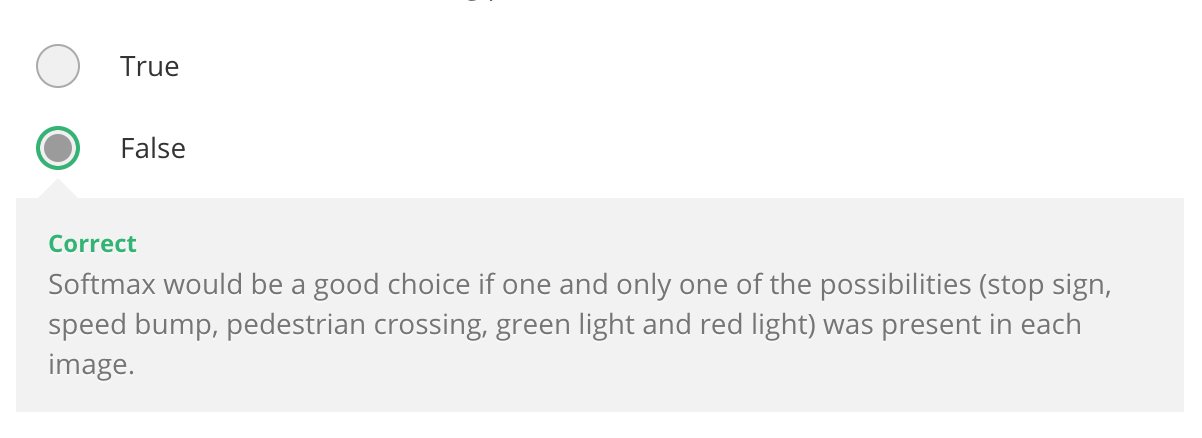 True
False
Correct
Softmax would be a good choice if one and only one of the possibilities (stop sign,
speed bump, pedestrian crossing, green light and red light) was present in each
image.